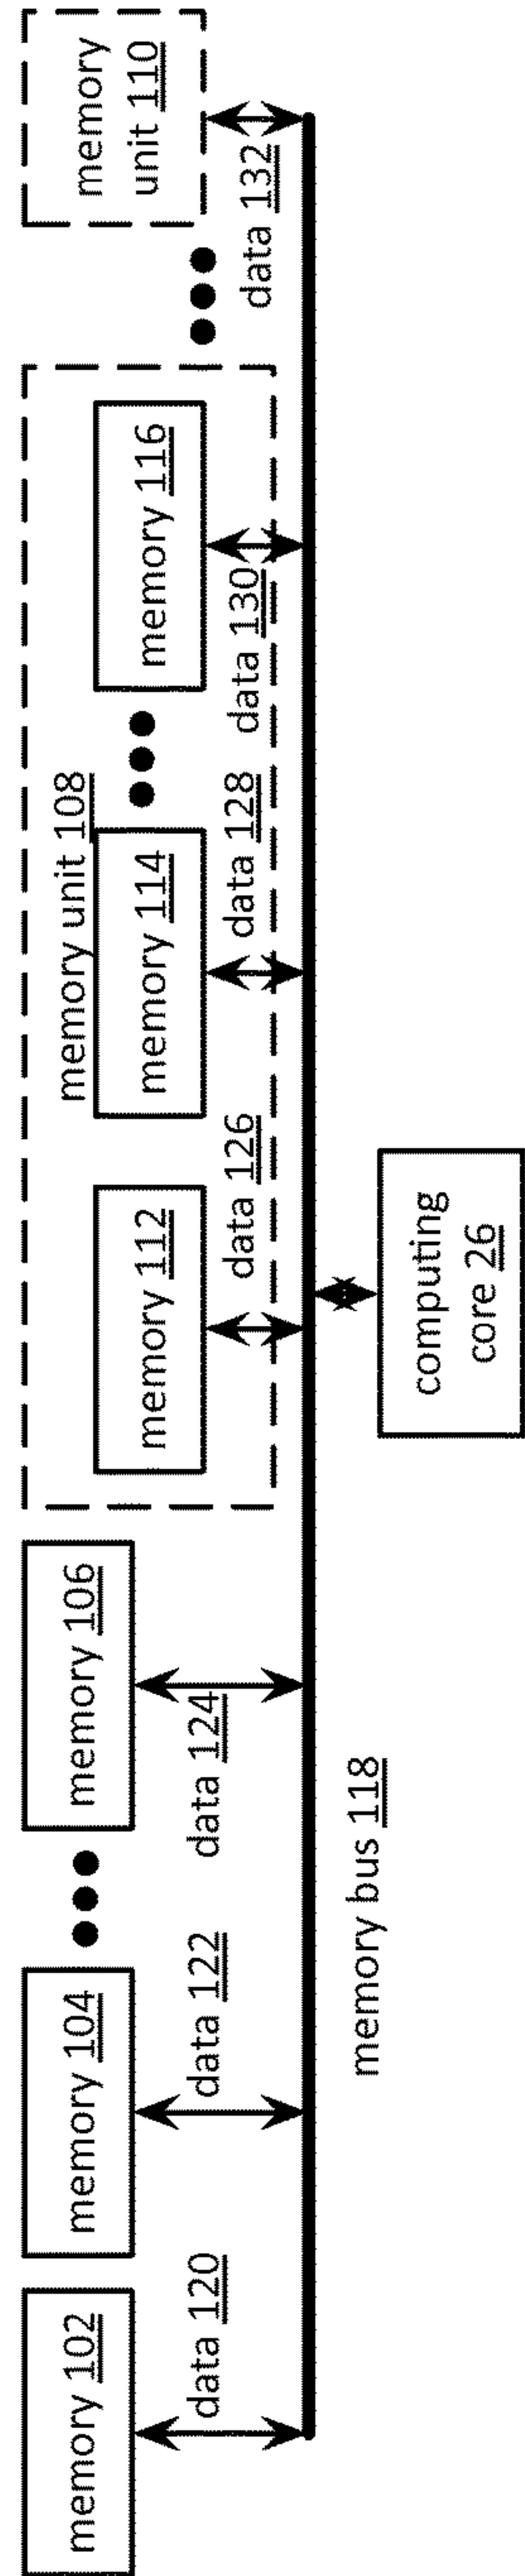 memory 102
memory 104
memory 106
memory unit 108
memory 112
memory 114
memory 116
memory
unit 110
data 120
data 122
data 124
data 126
data 128
data 130
data 132
memory bus 118
computing
core 26